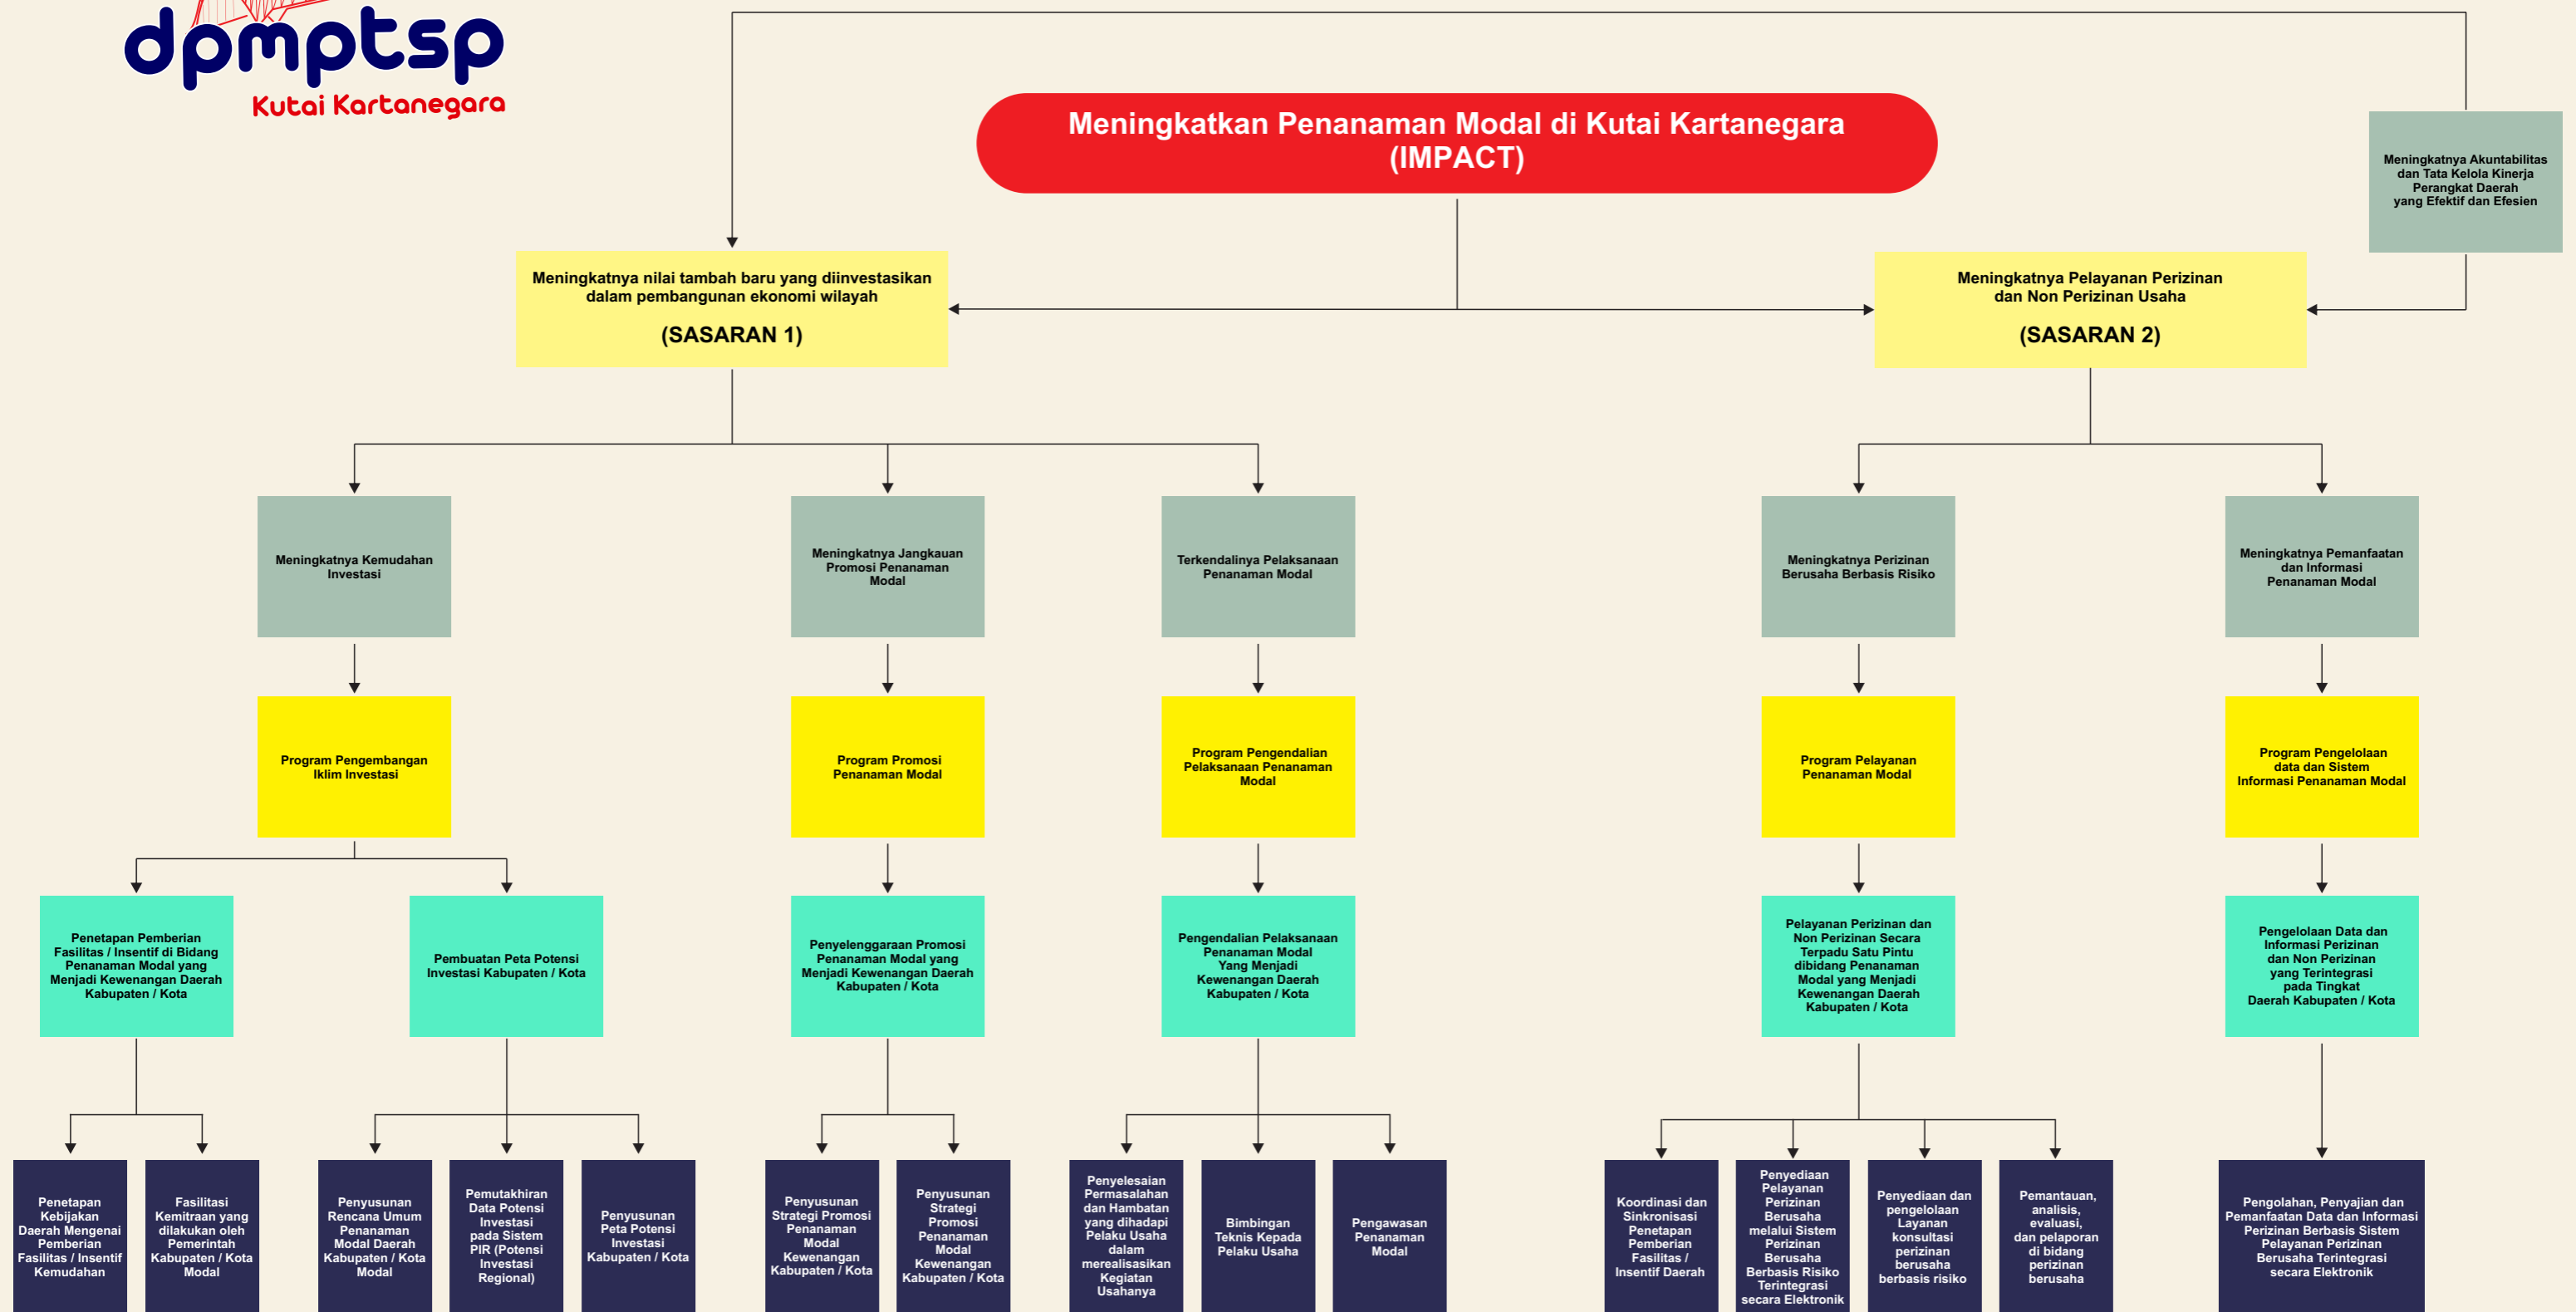 dpmptsp
Kutai Kartanegara
Meningkatkan Penanaman Modal di Kutai Kartanegara
(IMPACT)
Meningkatnya Akuntabilitas
dan Tata Kelola Kinerja
Perangkat Daerah
yang Efektif dan Efesien
Meningkatnya nilai tambah baru yang diinvestasikan
dalam pembangunan ekonomi wilayah
(SASARAN 1)
Meningkatnya Pelayanan Perizinan
dan Non Perizinan Usaha
(SASARAN 2)
Meningkatnya Kemudahan
Investasi
Meningkatnya Jangkauan
Promosi Penanaman
Modal
Terkendalinya Pelaksanaan
Penanaman Modal
Meningkatnya Perizinan
Berusaha Berbasis Risiko
Meningkatnya Pemanfaatan
dan Informasi
Penanaman Modal
Program Pengembangan
Iklim Investasi
Program Promosi
Penanaman Modal
Program Pengendalian
Pelaksanaan Penanaman
Modal
Program Pelayanan
Penanaman Modal
Program Pengelolaan
data dan Sistem
Informasi Penanaman Modal
Penetapan Pemberian
Fasilitas / Insentif di Bidang
Penanaman Modal yang
Menjadi Kewenangan Daerah
Kabupaten / Kota
Pembuatan Peta Potensi
Investasi Kabupaten / Kota
Penyelenggaraan Promosi
Penanaman Modal yang
Menjadi Kewenangan Daerah
Kabupaten / Kota
Pengendalian Pelaksanaan
Penanaman Modal
Yang Menjadi
Kewenangan Daerah
Kabupaten / Kota
Pelayanan Perizinan dan
Non Perizinan Secara
Terpadu Satu Pintu
dibidang Penanaman
Modal yang Menjadi
Kewenangan Daerah
Kabupaten / Kota
Pengelolaan Data dan
Informasi Perizinan
dan Non Perizinan
yang Terintegrasi
pada Tingkat
Daerah Kabupaten / Kota
Penetapan
Kebijakan
Daerah Mengenai
Pemberian
Fasilitas / Insentif
Kemudahan
Fasilitasi
Kemitraan yang
dilakukan oleh
Pemerintah
Kabupaten / Kota
Modal
Penyusunan
Rencana Umum
Penanaman
Modal Daerah
Kabupaten / Kota
Modal
Pemutakhiran
Data Potensi
Investasi
pada Sistem
PIR (Potensi
Investasi
Regional)
Penyusunan
Peta Potensi
Investasi
Kabupaten / Kota
Penyusunan
Strategi Promosi
Penanaman
Modal
Kewenangan
Kabupaten / Kota
Penyusunan
Strategi
Promosi
Penanaman
Modal
Kewenangan
Kabupaten / Kota
Penyelesaian
Permasalahan
dan Hambatan
yang dihadapi
Pelaku Usaha
dalam
merealisasikan
Kegiatan
Usahanya
Bimbingan
Teknis Kepada
Pelaku Usaha
Pengawasan
Penanaman
Modal
Koordinasi dan
Sinkronisasi
Penetapan
Pemberian
Fasilitas /
Insentif Daerah
Penyediaan
Pelayanan
Perizinan
Berusaha
melalui Sistem
Perizinan
Berusaha
Berbasis Risiko
Terintegrasi
secara Elektronik
Penyediaan dan
pengelolaan
Layanan
konsultasi
perizinan
berusaha
berbasis risiko
Pemantauan,
analisis,
evaluasi,
dan pelaporan
di bidang
perizinan
berusaha
Pengolahan, Penyajian dan
Pemanfaatan Data dan Informasi
Perizinan Berbasis Sistem
Pelayanan Perizinan
Berusaha Terintegrasi
secara Elektronik